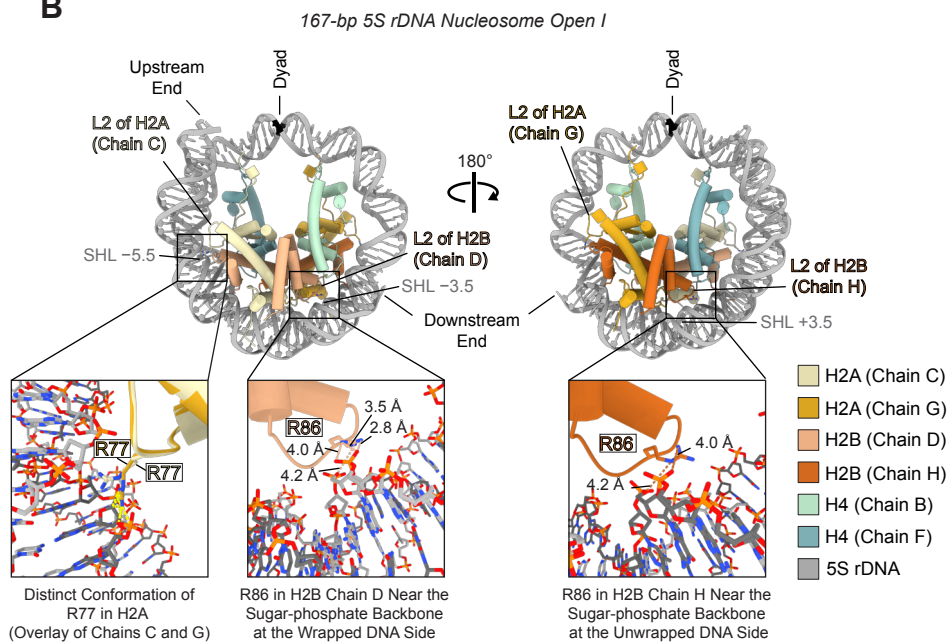 B
167-bp 5S rDNA Nucleosome Open I
Upstream
End
Dyad
L2 of H2A
(Chain C)
SHL −5.5
180°
L2 of H2B
(Chain D)
SHL −3.5
Downstream
End
Dyad
L2 of H2A
(Chain G)
L2 of H2B
(Chain H)
SHL +3.5
R77
R77
Distinct Conformation of
R77 in H2A
(Overlay of Chains C and G)
R86
3.5 Å
2.8 Å
4.0 Å
4.2 Å
R86 in H2B Chain D Near the
Sugar-phosphate Backbone
at the Wrapped DNA Side
R86
4.0 Å
4.2 Å
R86 in H2B Chain H Near the
Sugar-phosphate Backbone
at the Unwrapped DNA Side
H2A (Chain C)
H2A (Chain G)
H2B (Chain D)
H2B (Chain H)
H4 (Chain B)
H4 (Chain F)
5S rDNA